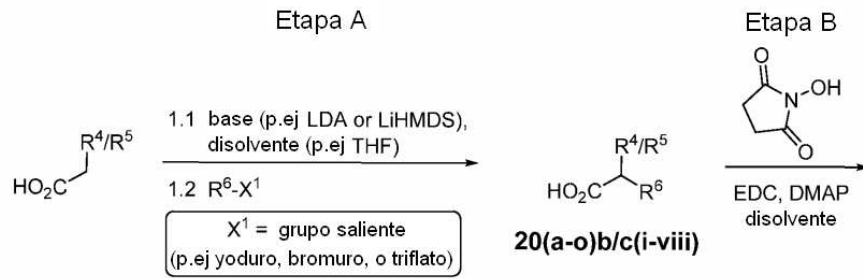 Etapa A
Etapa B
1.1 base (p.ej LDA or LiHMDS),
disolvente (p.ej THF)
1.2 R⁶-X¹
X¹ = grupo saliente
(p.ej yoduro, bromuro, o triflato)
HO₂C
R⁴/R⁵
HO₂C
R⁴/R⁵
R⁶
20(a-o)b/c(i-viii)
O
N
OH
O
EDC, DMAP
disolvente